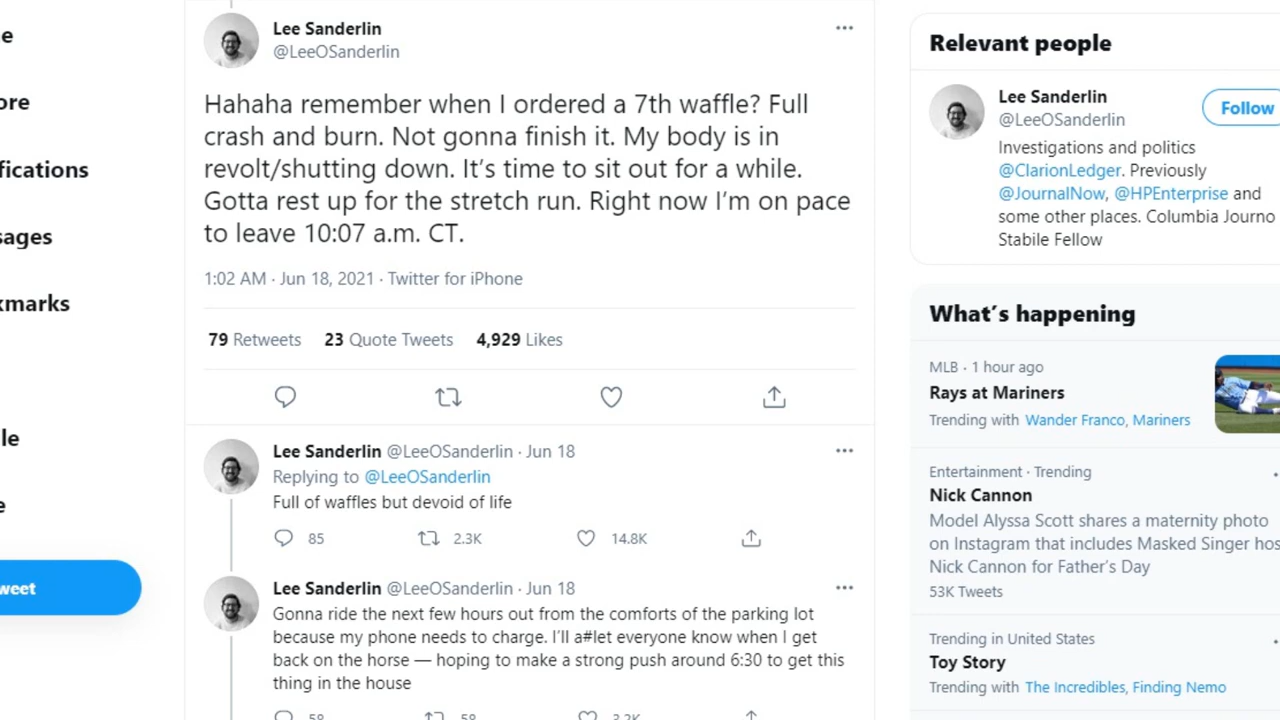 e
ore
fications
sages
kmarks
le
e
weet
Lee Sanderlin
@LeeOSanderlin
Hahaha remember when I ordered a 7th waffle? Full
crash and burn. Not gonna finish it. My body is in
revolt/shutting down. It’s time to sit out for a while.
Gotta rest up for the stretch run. Right now I’m on pace
to leave 10:07 a.m. CT.
1:02 AM · Jun 18, 2021 · Twitter for iPhone
79 Retweets 23 Quote Tweets 4,929 Likes
Lee Sanderlin @LeeOSanderlin · Jun 18
Replying to @LeeOSanderlin
Full of waffles but devoid of life
85 2.3K 14.8K
Lee Sanderlin @LeeOSanderlin · Jun 18
Gonna ride the next few hours out from the comforts of the parking lot
because my phone needs to charge. I’ll a#let everyone know when I get
back on the horse — hoping to make a strong push around 6:30 to get this
thing in the house
58 58 3.2K
Relevant people
Lee Sanderlin
@LeeOSanderlin
Follow
Investigations and politics
@ClarionLedger. Previously
@JournalNow, @HPEnterprise and
some other places. Columbia Journo
Stabile Fellow
What’s happening
MLB · 1 hour ago
Rays at Mariners
Trending with Wander Franco, Mariners
Entertainment · Trending
Nick Cannon
Model Alyssa Scott shares a maternity photo
on Instagram that includes Masked Singer hos
Nick Cannon for Father’s Day
53K Tweets
Trending in United States
Toy Story
Trending with The Incredibles, Finding Nemo